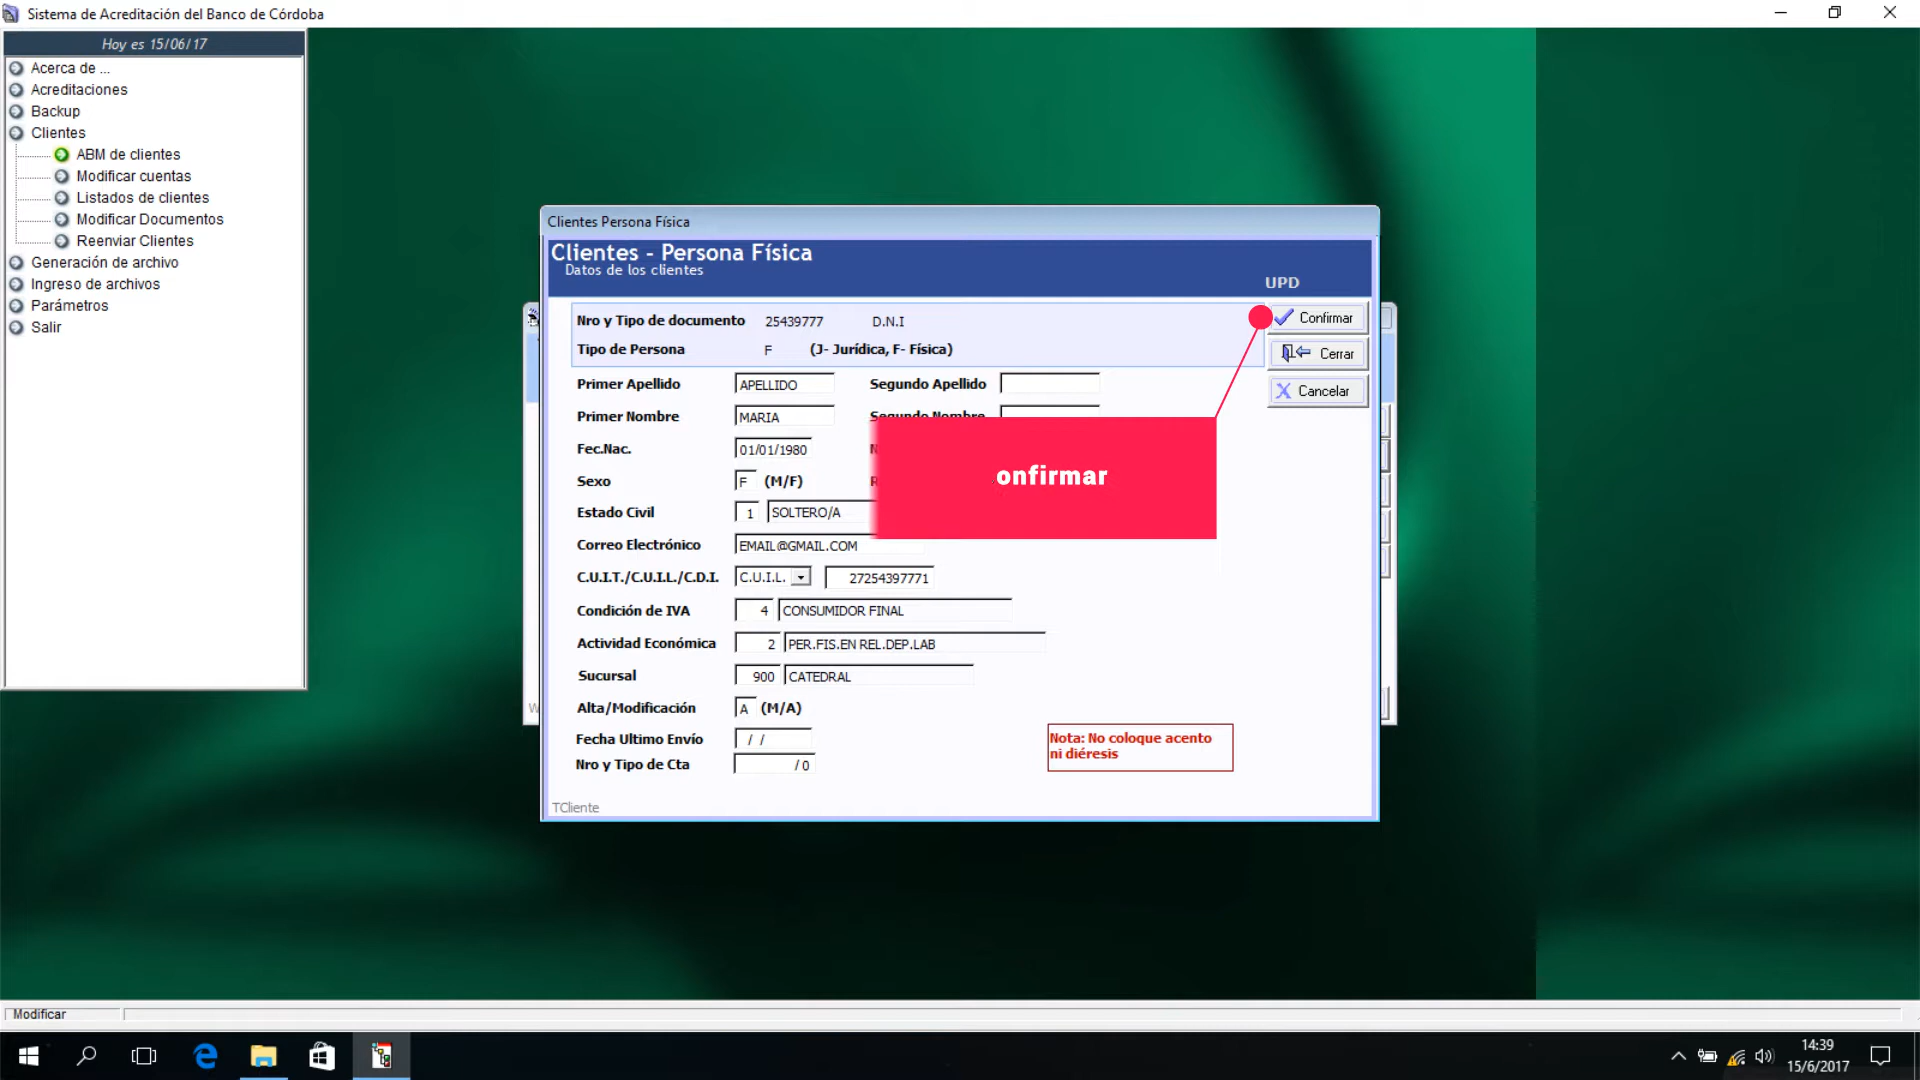 Sistema de Acreditación del Banco de Córdoba
Hoy es 15/06/17
Acerca de ...
Acreditaciones
Backup
Clientes
ABM de clientes
Modificar cuentas
Listados de clientes
Modificar Documentos
Reenviar Clientes
Generación de archivo
Ingreso de archivos
Parámetros
Salir
Clientes Persona Física
Clientes - Persona Física
Datos de los clientes
UPD
Nro y Tipo de documento 25439777 D.N.I
Tipo de Persona F (J- Jurídica, F- Física)
Confirmar
Cerrar
Cancelar
Primer Apellido APELLIDO Segundo Apellido
Primer Nombre MARIA Segundo Nombre
Fec.Nac. 01/01/1980
Sexo F (M/F)
onfirmar
Estado Civil 1 SOLTERO/A
Correo Electrónico EMAIL@GMAIL.COM
C.U.I.T./C.U.I.L./C.D.I. C.U.I.L. 27254397771
Condición de IVA 4 CONSUMIDOR FINAL
Actividad Económica 2 PER.FIS.EN REL.DEP.LAB
Sucursal 900 CATEDRAL
Alta/Modificación A (M/A)
Fecha Ultimo Envío / /
Nro y Tipo de Cta / 0
Nota: No coloque acento
ni diéresis
TCliente
Modificar
14:39
15/6/2017